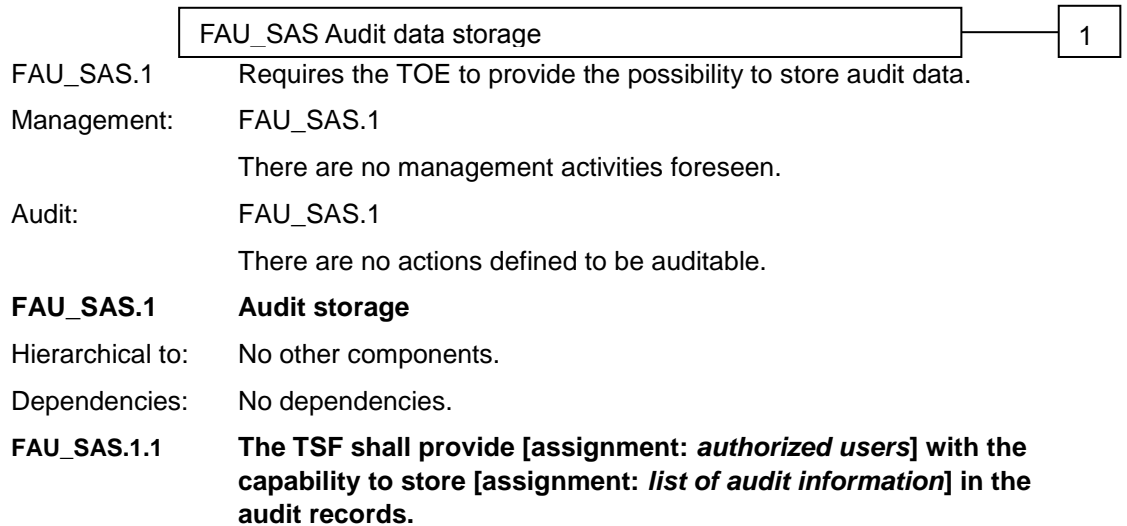 FAU_SAS Audit data storage 1
FAU_SAS.1 Requires the TOE to provide the possibility to store audit data.
Management: FAU_SAS.1
There are no management activities foreseen.
Audit: FAU_SAS.1
There are no actions defined to be auditable.
FAU_SAS.1 Audit storage
Hierarchical to: No other components.
Dependencies: No dependencies.
FAU_SAS.1.1 The TSF shall provide [assignment: authorized users] with the
capability to store [assignment: list of audit information] in the
audit records.